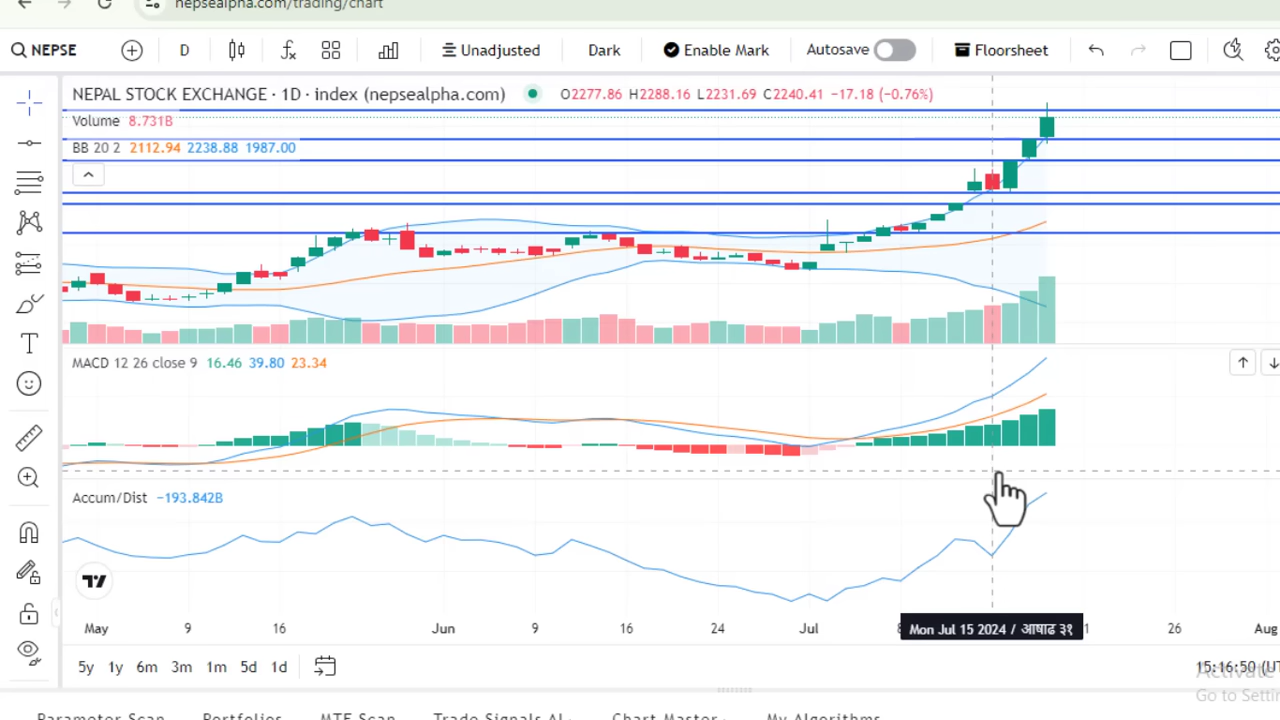 nepsealpha.com/trading/chart
NEPSE D Unadjusted Dark Enable Mark Autosave Floorsheet
NEPAL STOCK EXCHANGE · 1D · index (nepsealpha.com) O2277.86 H2288.16 L2231.69 C2240.41 −17.18 (−0.76%)
Volume 8.731B
BB 20 2 2112.94 2238.88 1987.00
MACD 12 26 close 9 16.46 39.80 23.34
Accum/Dist −193.842B
May 9 16 Jun 9 16 24 Jul 26 Aug
Mon Jul 15 2024 / आषाढ ३१
5y 1y 6m 3m 1m 5d 1d 15:16:50
Activate
Go to
Parameter Scan Portfolios MTF Scan Trade Signals AI Chart Master My Algorithms